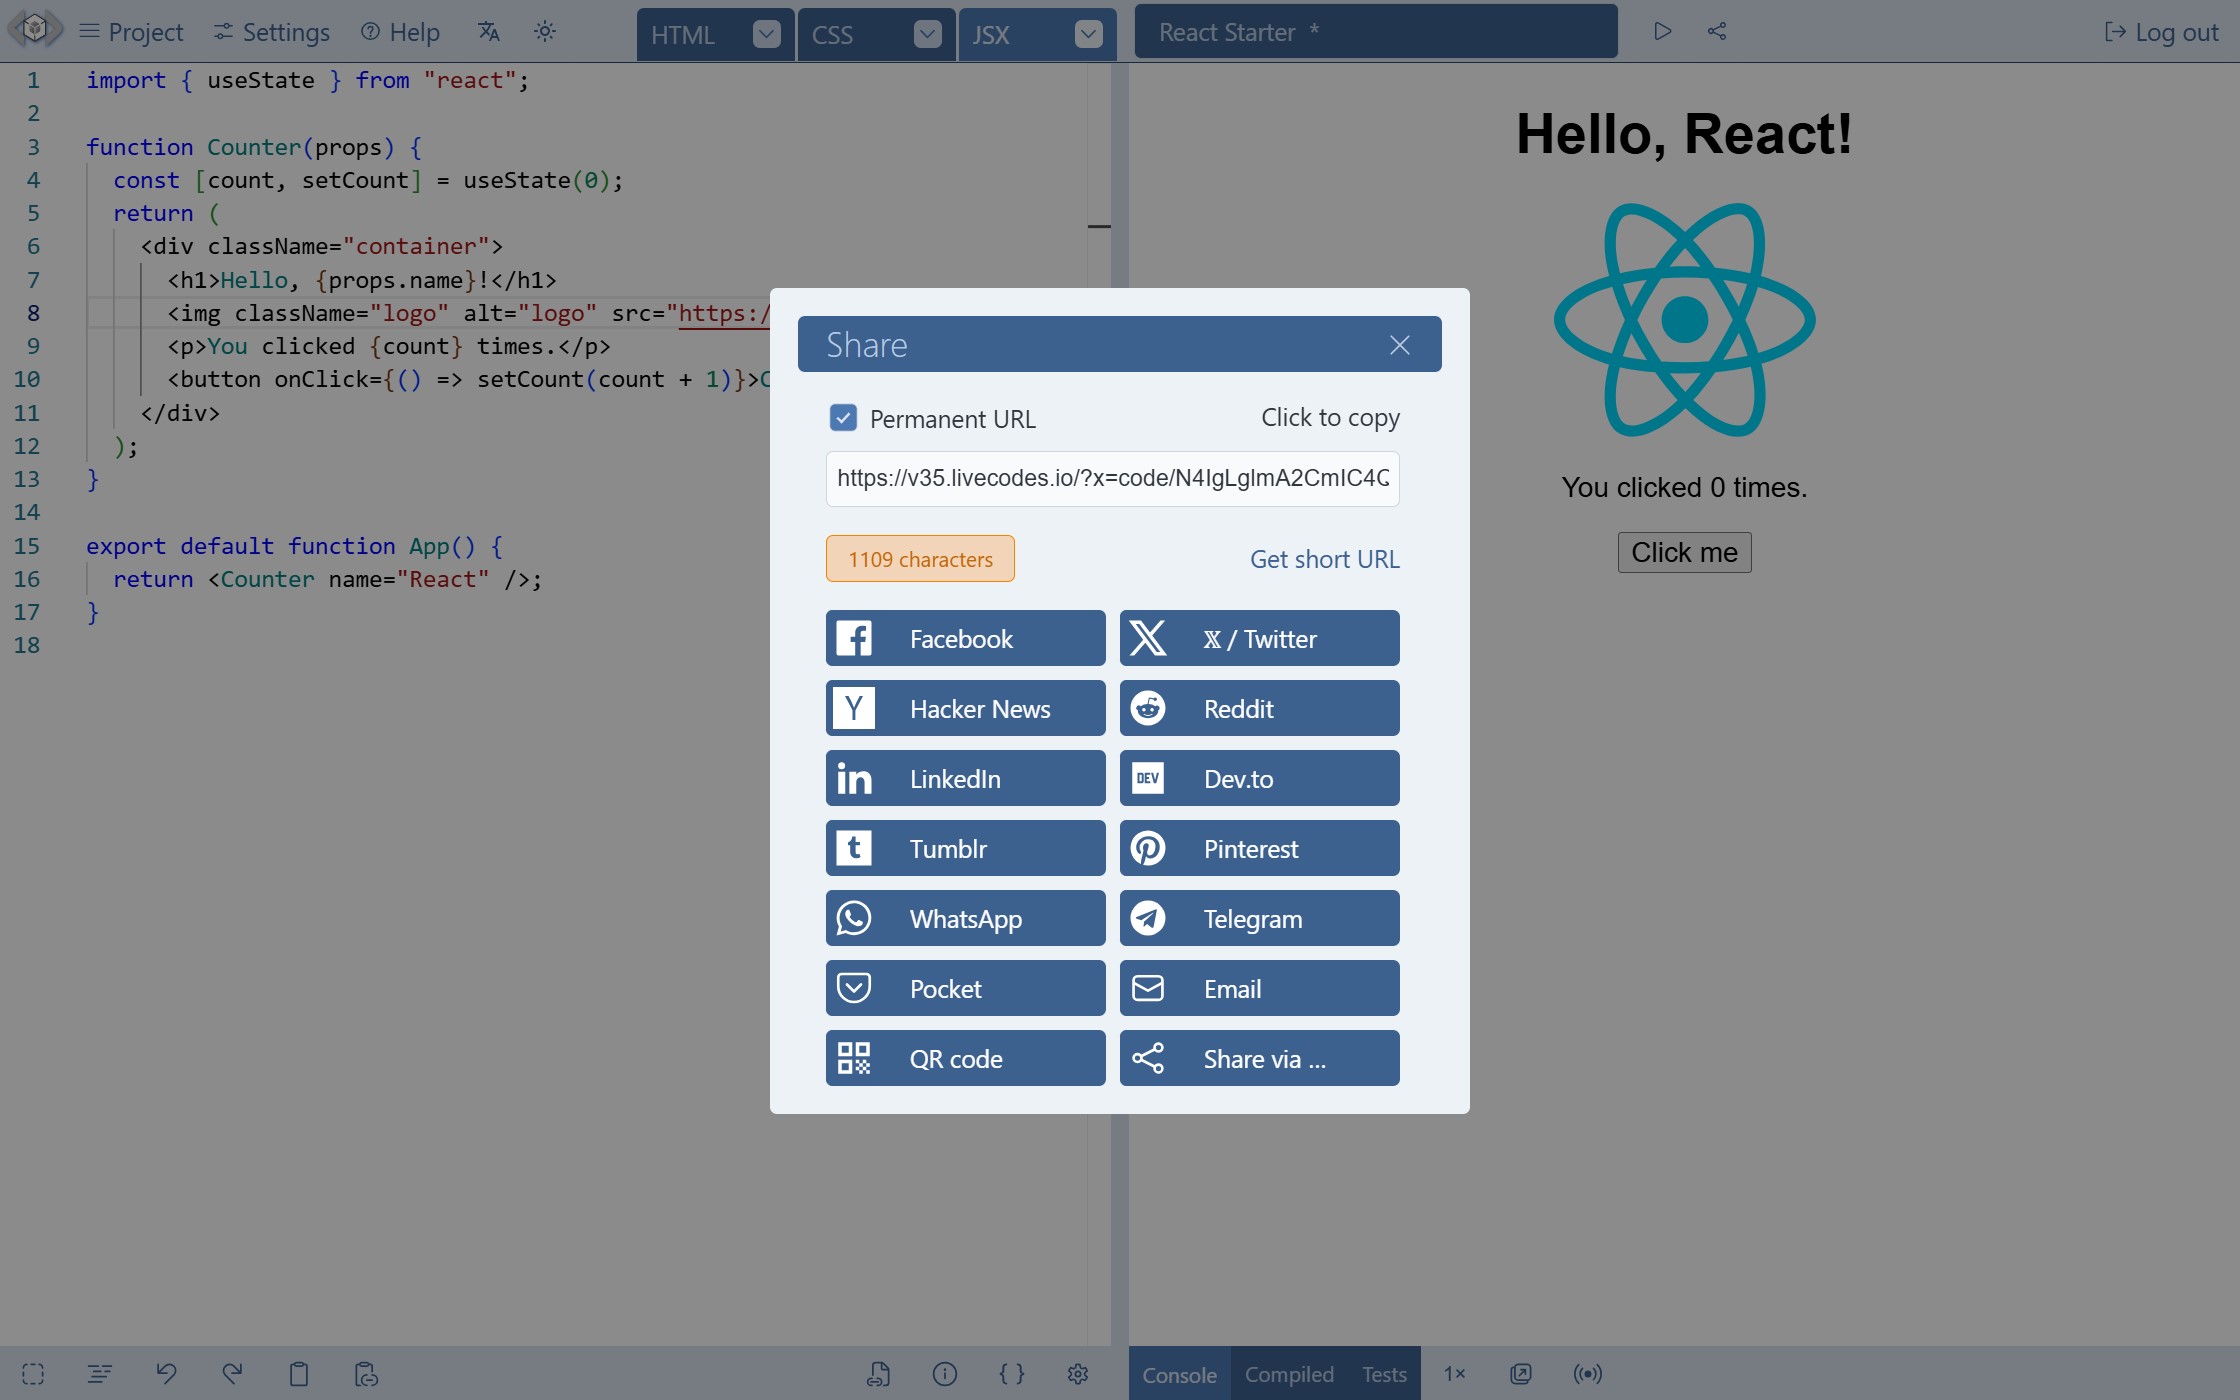 Project
Settings
Help
HTML
CSS
JSX
React Starter *
Log out
1 import { useState } from "react";
2
3 function Counter(props) {
4 const [count, setCount] = useState(0);
5 return (
6 <div className="container">
7 <h1>Hello, {props.name}!</h1>
8 <img className="logo" alt="logo" src="https:/
9 <p>You clicked {count} times.</p>
10 <button onClick={() => setCount(count + 1)}>C
11 </div>
12 );
13 }
14
15 export default function App() {
16 return <Counter name="React" />;
17 }
18
Hello, React!
You clicked 0 times.
Click me
Share
Permanent URL
Click to copy
https://v35.livecodes.io/?x=code/N4IgLglmA2CmIC4Q
1109 characters
Get short URL
Facebook
𝕏 / Twitter
Y
Hacker News
Reddit
in
LinkedIn
DEV
Dev.to
t
Tumblr
Pinterest
WhatsApp
Telegram
Pocket
Email
QR code
Share via ...
Console
Compiled
Tests
1×